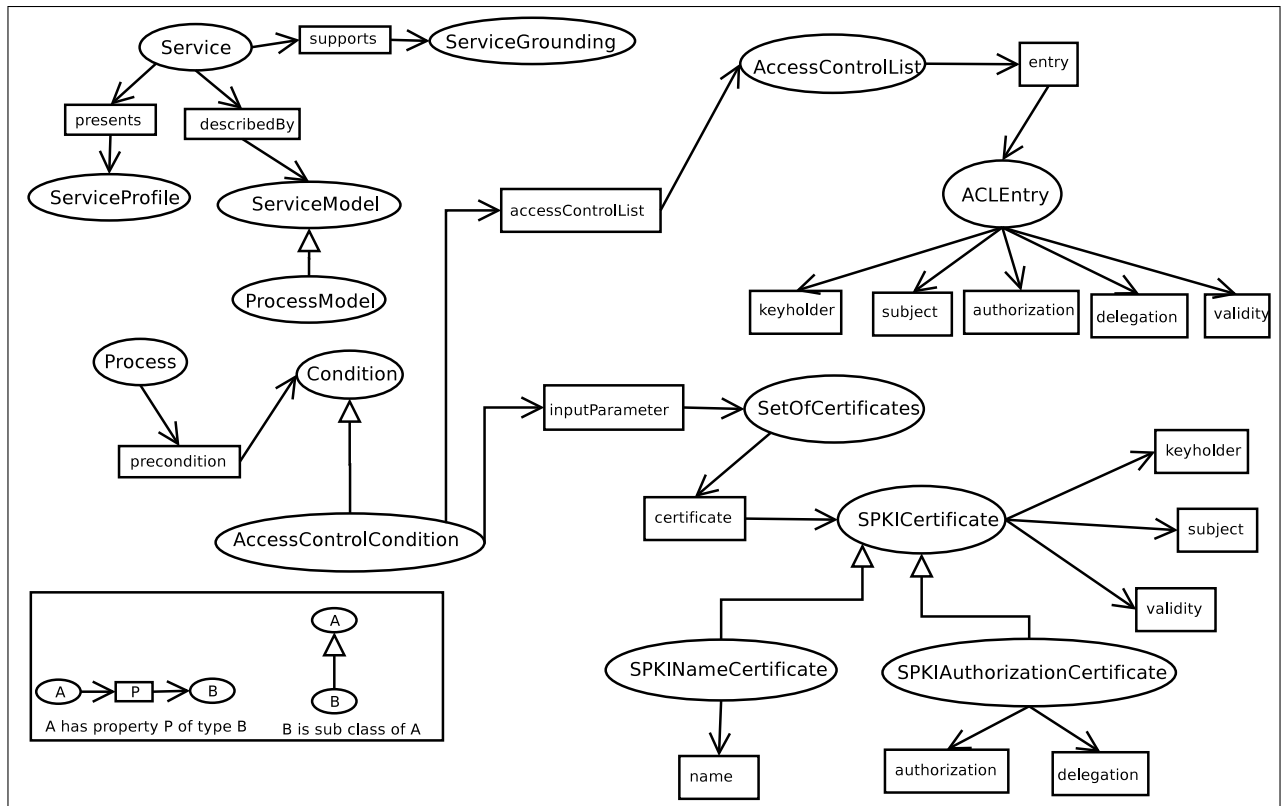 Service
supports
ServiceGrounding
AccessControlList
entry
presents
describedBy
ServiceProfile
ServiceModel
accessControlList
ACLEntry
ProcessModel
keyholder
subject
authorization
delegation
validity
Process
Condition
inputParameter
SetOfCertificates
precondition
keyholder
certificate
SPKICertificate
subject
AccessControlCondition
validity
A
SPKINameCertificate
SPKIAuthorizationCertificate
A
P
B
B
A has property P of type B
B is sub class of A
name
authorization
delegation